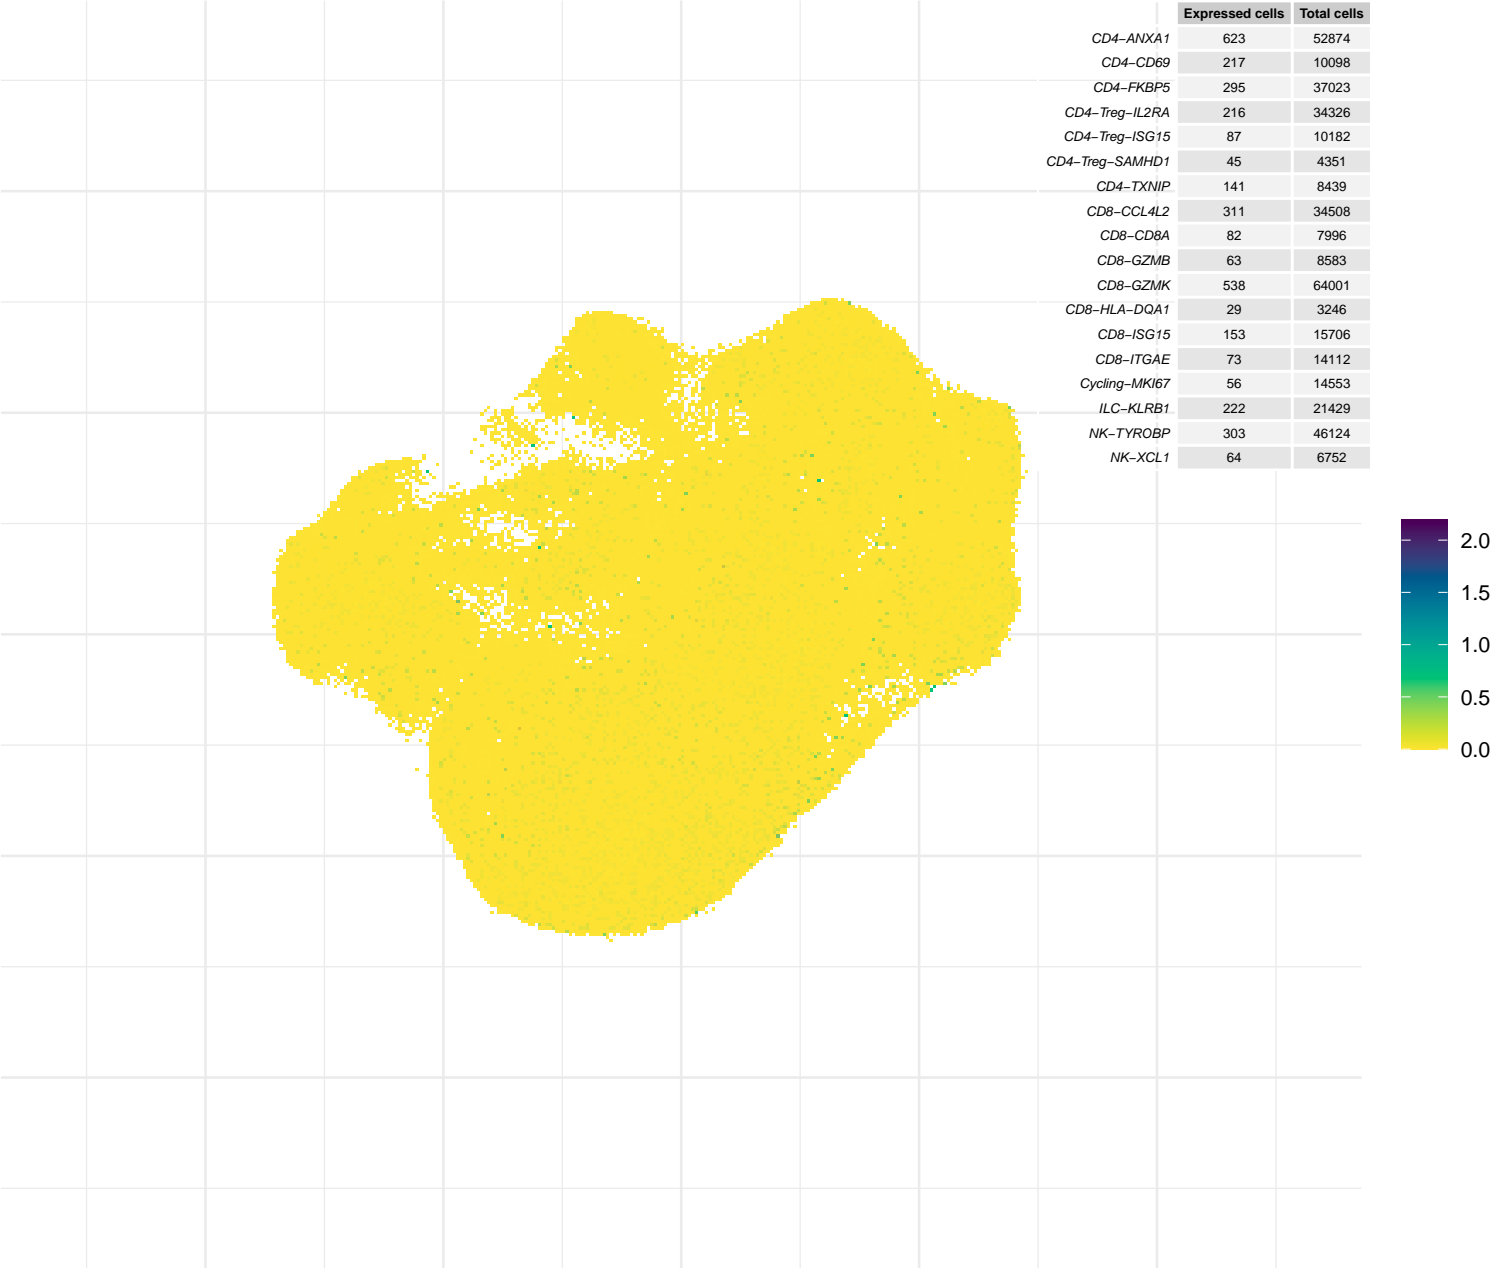 Expressed cells Total cells
CD4−ANXA1 623 52874
CD4−CD69 217 10098
CD4−FKBP5 295 37023
CD4−Treg−IL2RA 216 34326
CD4−Treg−ISG15 87 10182
CD4−Treg−SAMHD1 45 4351
CD4−TXNIP 141 8439
CD8−CCL4L2 311 34508
CD8−CD8A 82 7996
CD8−GZMB 63 8583
CD8−GZMK 538 64001
CD8−HLA−DQA1 29 3246
CD8−ISG15 153 15706
CD8−ITGAE 73 14112
Cycling−MKI67 56 14553
ILC−KLRB1 222 21429
NK−TYROBP 303 46124
NK−XCL1 64 6752
2.0
1.5
1.0
0.5
0.0